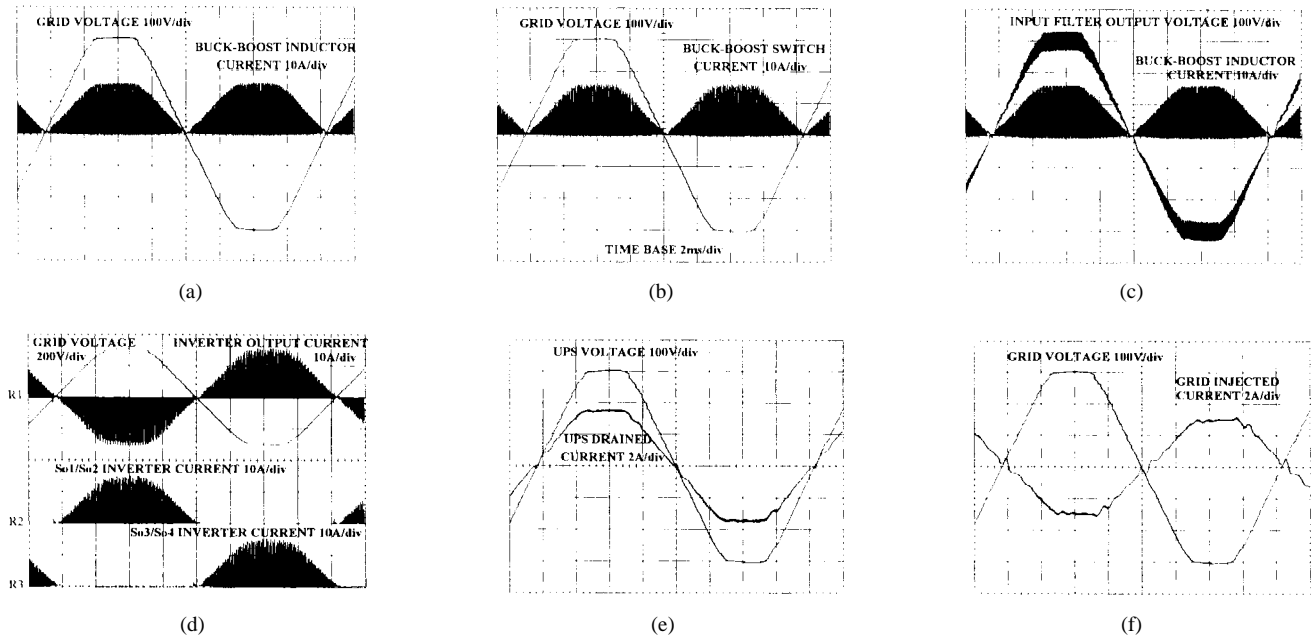 GRID VOLTAGE 100V/div
BUCK-BOOST INDUCTOR
CURRENT 10A/div
(a)
GRID VOLTAGE 100V/div
BUCK-BOOST SWITCH
CURRENT 10A/div
TIME BASE 2ms/div
(b)
INPUT FILTER OUTPUT VOLTAGE 100V/div
BUCK-BOOST INDUCTOR
CURRENT 10A/div
(c)
GRID VOLTAGE
200V/div
INVERTER OUTPUT CURRENT
10A/div
R1
So1/So2 INVERTER CURRENT 10A/div
R2
So3/So4 INVERTER CURRENT 10A/div
R3
(d)
UPS VOLTAGE 100V/div
UPS DRAINED
CURRENT 2A/div
(e)
GRID VOLTAGE 100V/div
GRID INJECTED
CURRENT 2A/div
(f)